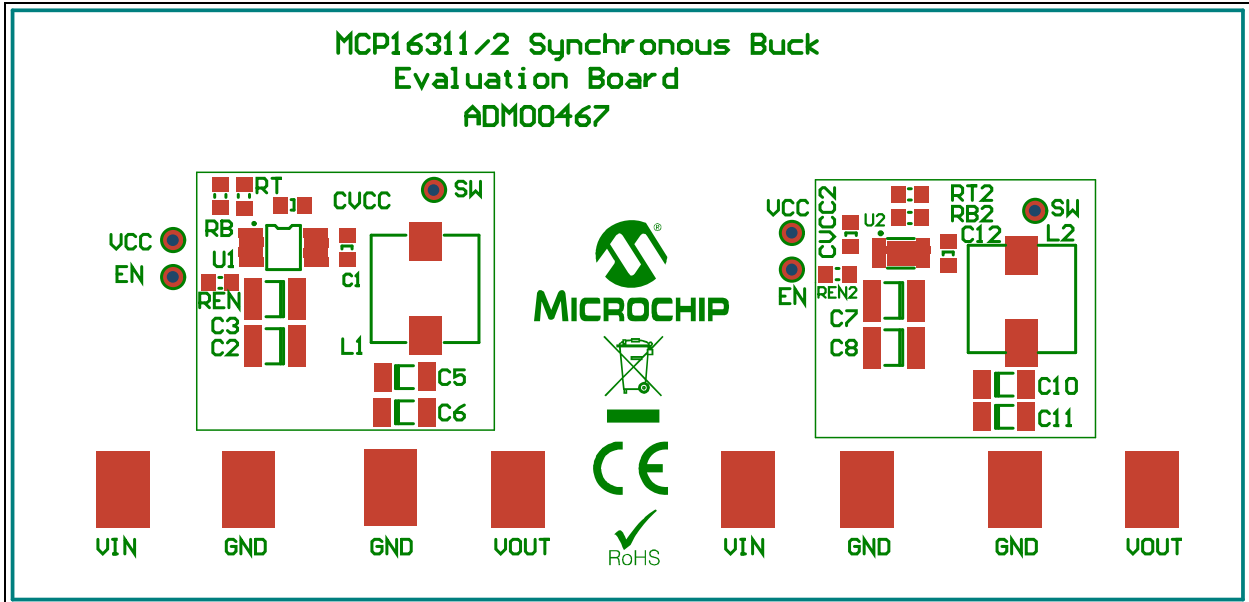 MCP16311/2 Synchronous Buck
Evaluation Board
ADM00467
RT
CVCC
SW
RB
VCC
U1
EN
C1
REN
C3
C2
L1
C5
C6
®
MICROCHIP
CE
RoHS
RT2
RB2
SW
VCC
CVCC2
U2
C12
L2
EN
REN2
C7
C8
C10
C11
VIN
GND
GND
VOUT
VIN
GND
GND
VOUT